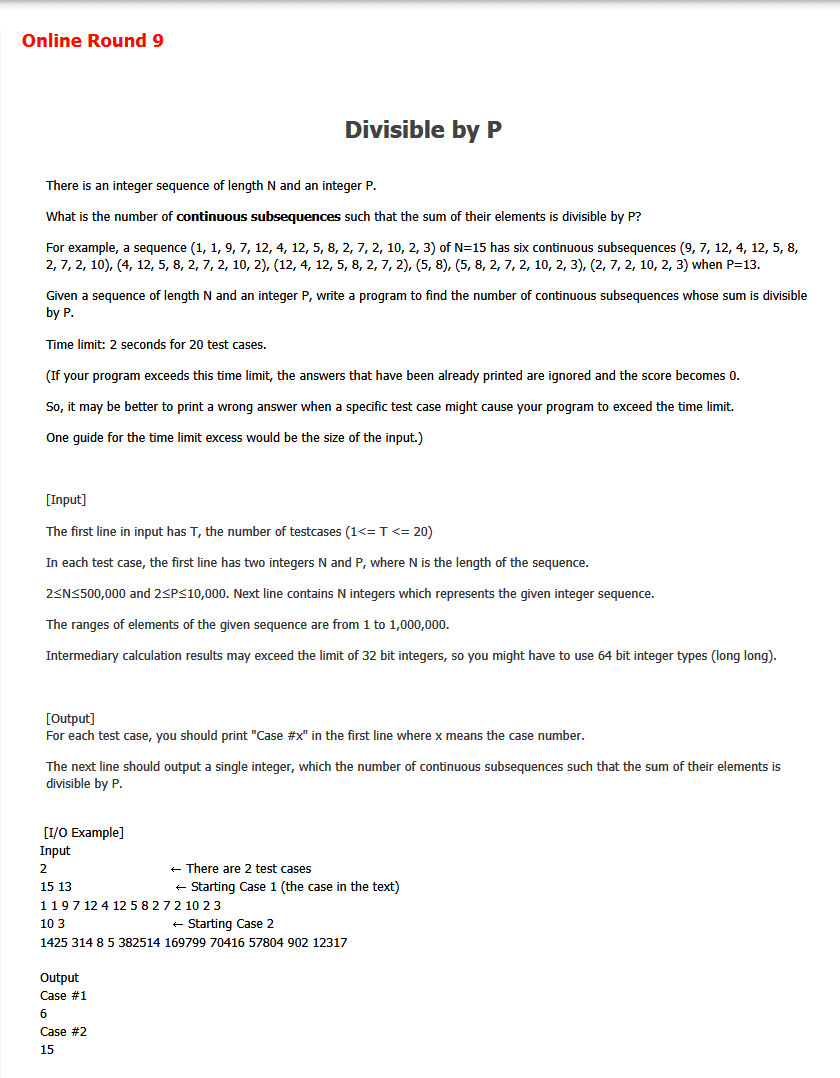 Online Round 9
Divisible by P
There is an integer sequence of length N and an integer P.
What is the number of continuous subsequences such that the sum of their elements is divisible by P?
For example, a sequence (1, 1, 9, 7, 12, 4, 12, 5, 8, 2, 7, 2, 10, 2, 3) of N=15 has six continuous subsequences (9, 7, 12, 4, 12, 5, 8,
2, 7, 2, 10), (4, 12, 5, 8, 2, 7, 2, 10, 2), (12, 4, 12, 5, 8, 2, 7, 2), (5, 8), (5, 8, 2, 7, 2, 10, 2, 3), (2, 7, 2, 10, 2, 3) when P=13.
Given a sequence of length N and an integer P, write a program to find the number of continuous subsequences whose sum is divisible
by P.
Time limit: 2 seconds for 20 test cases.
(If your program exceeds this time limit, the answers that have been already printed are ignored and the score becomes 0.
So, it may be better to print a wrong answer when a specific test case might cause your program to exceed the time limit.
One guide for the time limit excess would be the size of the input.)
[Input]
The first line in input has T, the number of testcases (1<= T <= 20)
In each test case, the first line has two integers N and P, where N is the length of the sequence.
2≤N≤500,000 and 2≤P≤10,000. Next line contains N integers which represents the given integer sequence.
The ranges of elements of the given sequence are from 1 to 1,000,000.
Intermediary calculation results may exceed the limit of 32 bit integers, so you might have to use 64 bit integer types (long long).
[Output]
For each test case, you should print "Case #x" in the first line where x means the case number.
The next line should output a single integer, which the number of continuous subsequences such that the sum of their elements is
divisible by P.
[I/O Example]
Input
2 ← There are 2 test cases
15 13 ← Starting Case 1 (the case in the text)
1 1 9 7 12 4 12 5 8 2 7 2 10 2 3
10 3 ← Starting Case 2
1425 314 8 5 382514 169799 70416 57804 902 12317
Output
Case #1
6
Case #2
15